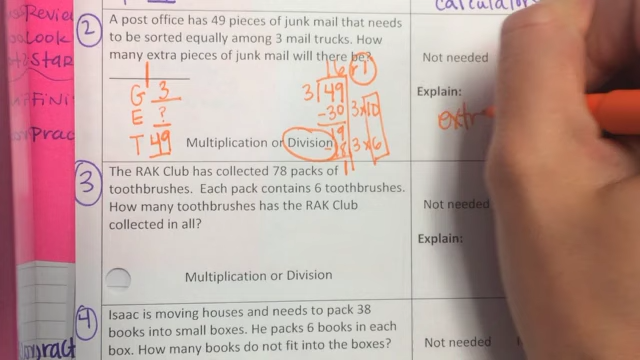 calculator
Review
Look
Star
②
A post office has 49 pieces of junk mail that needs
to be sorted equally among 3 mail trucks. How
many extra pieces of junk mail will there be?
Not needed
Explain:
extr
G 3
E ?
T 49
16 r1
3 49
-30 3×10
19
18 3×6
1
Multiplication or Division
③
The RAK Club has collected 78 packs of
toothbrushes. Each pack contains 6 toothbrushes.
How many toothbrushes has the RAK Club
collected in all?
Not needed
Explain:
Multiplication or Division
④
Isaac is moving houses and needs to pack 38
books into small boxes. He packs 6 books in each
box. How many books do not fit into the boxes?
Not needed